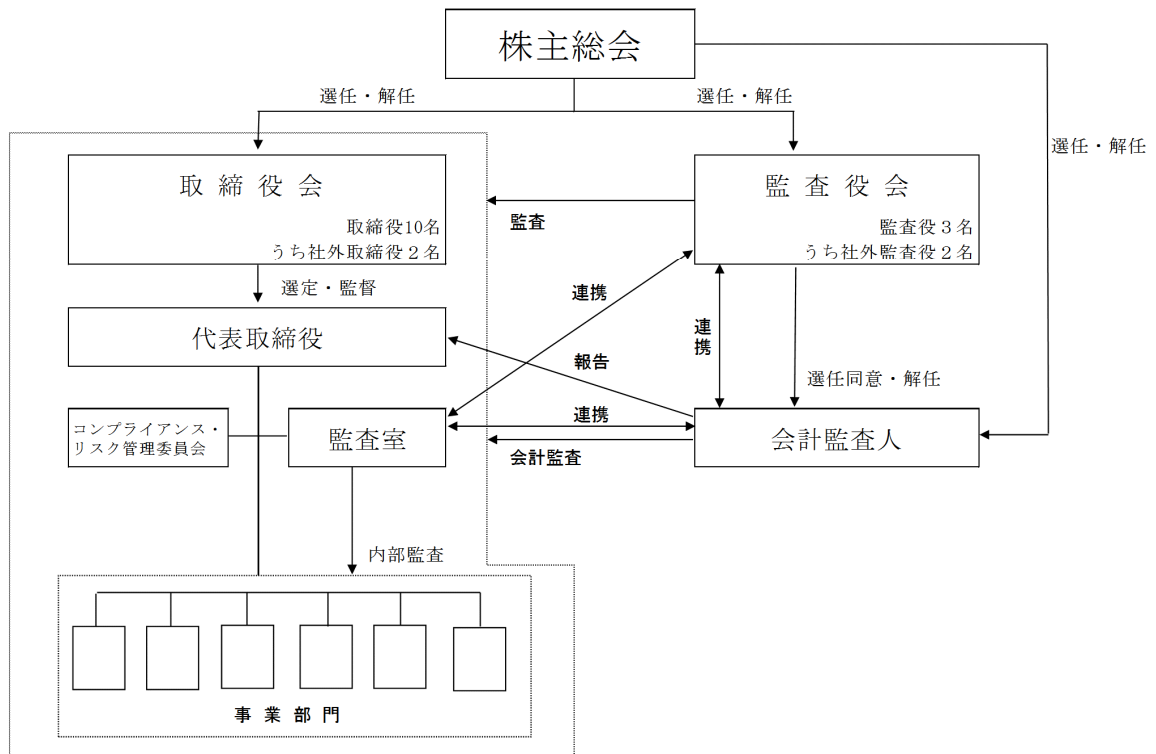 株主総会
選任・解任
選任・解任
選任・解任
取締役会
取締役10名
うち社外取締役２名
監査役会
監査役３名
うち社外監査役２名
監査
選定・監督
連携
連携
代表取締役
報告
選任同意・解任
コンプライアンス・
リスク管理委員会
監査室
連携
会計監査
会計監査人
内部監査
事業部門